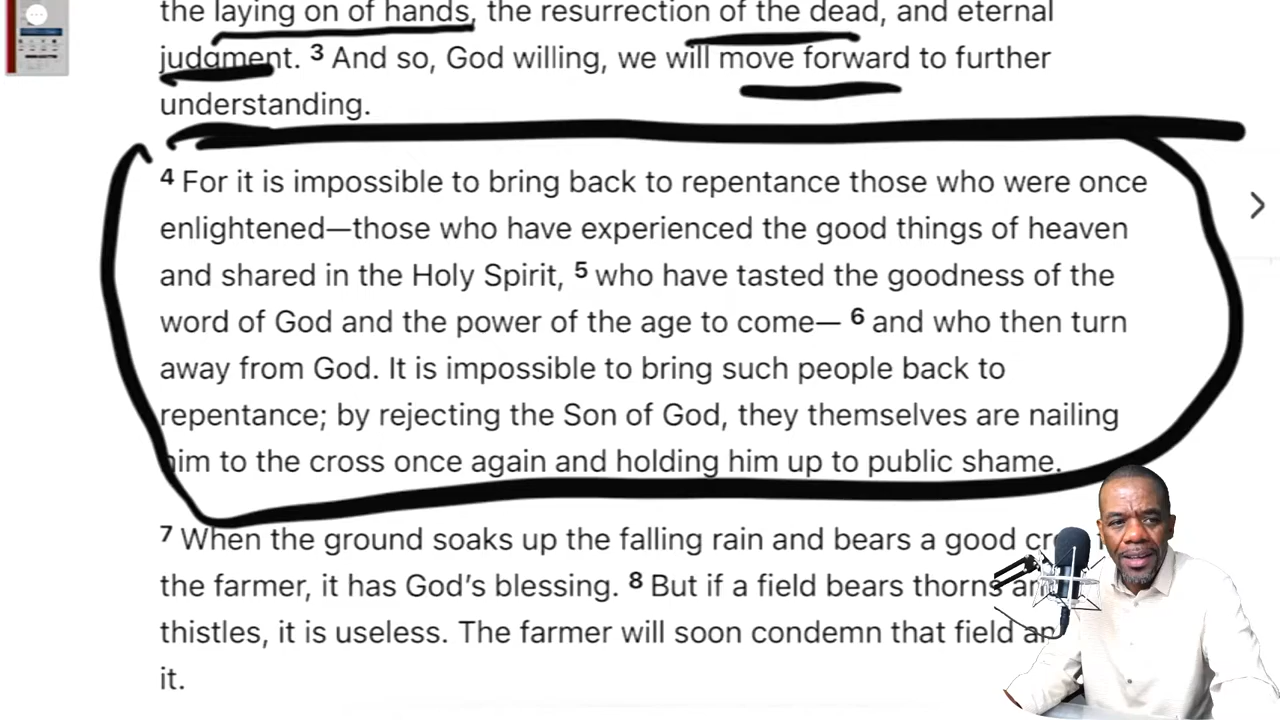 the laying on of hands, the resurrection of the dead, and eternal
judgment. 3 And so, God willing, we will move forward to further
understanding.
4 For it is impossible to bring back to repentance those who were once
enlightened—those who have experienced the good things of heaven
and shared in the Holy Spirit, 5 who have tasted the goodness of the
word of God and the power of the age to come— 6 and who then turn
away from God. It is impossible to bring such people back to
repentance; by rejecting the Son of God, they themselves are nailing
him to the cross once again and holding him up to public shame.
7 When the ground soaks up the falling rain and bears a good
the farmer, it has God’s blessing. 8 But if a field bears thorns
thistles, it is useless. The farmer will soon condemn that field
it.